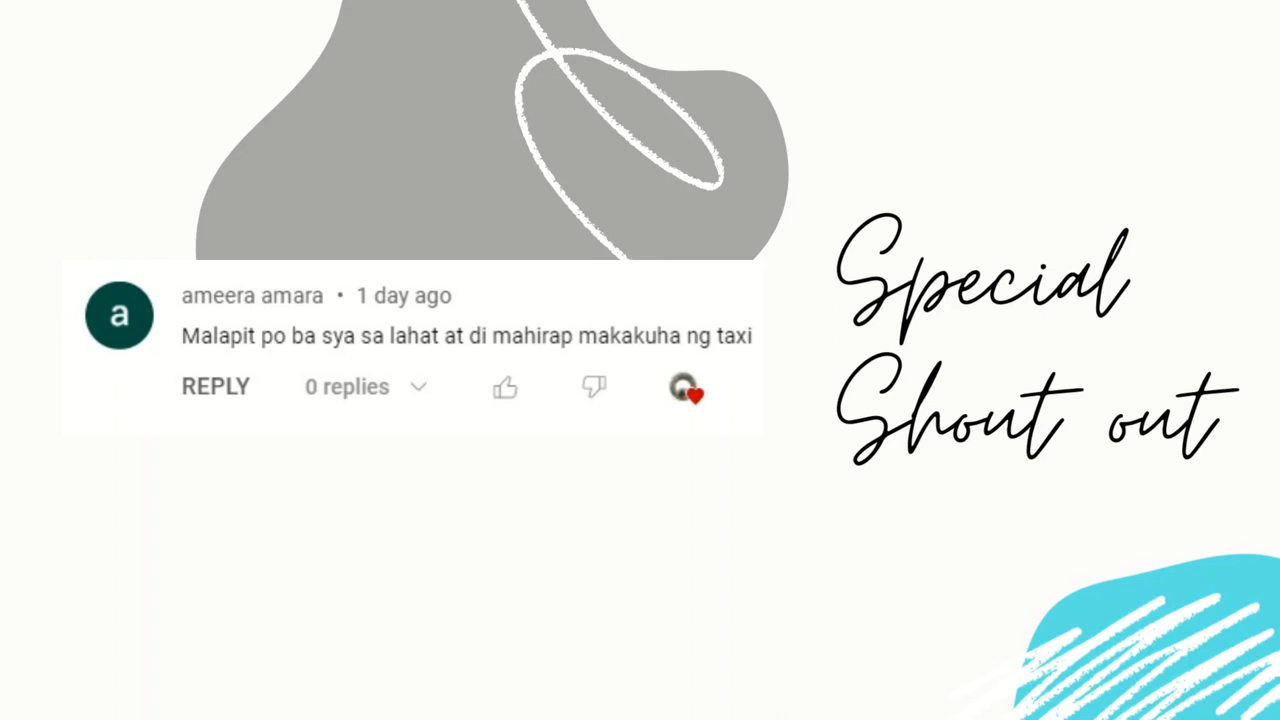 ameera amara • 1 day ago
Malapit po ba sya sa lahat at di mahirap makakuha ng taxi
REPLY 0 replies
a
Special
Shout out